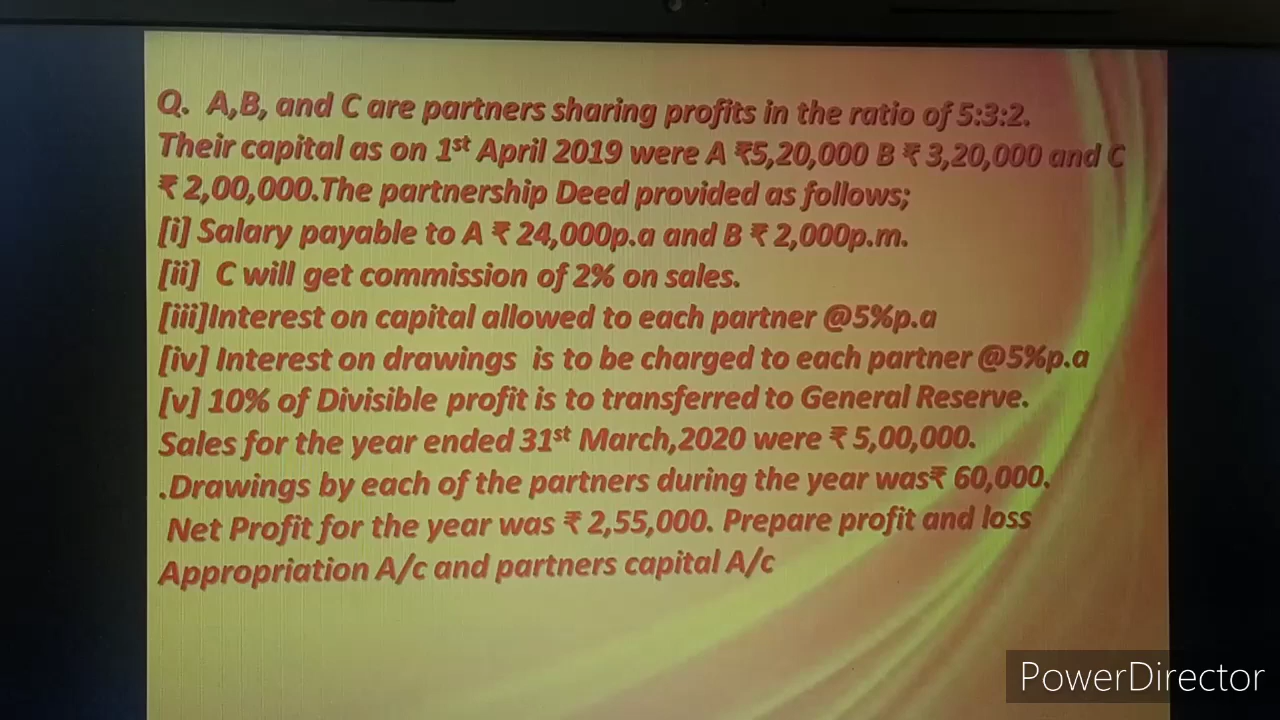 Q. A,B, and C are partners sharing profits in the ratio of 5:3:2.
Their capital as on 1st April 2019 were A ₹5,20,000 B ₹ 3,20,000 and C
₹ 2,00,000.The partnership Deed provided as follows;
[i] Salary payable to A ₹ 24,000p.a and B ₹ 2,000p.m.
[ii] C will get commission of 2% on sales.
[iii]Interest on capital allowed to each partner @5%p.a
[iv] Interest on drawings is to be charged to each partner @5%p.a
[v] 10% of Divisible profit is to transferred to General Reserve.
Sales for the year ended 31st March,2020 were ₹ 5,00,000.
.Drawings by each of the partners during the year was₹ 60,000.
Net Profit for the year was ₹ 2,55,000. Prepare profit and loss
Appropriation A/c and partners capital A/c
PowerDirector